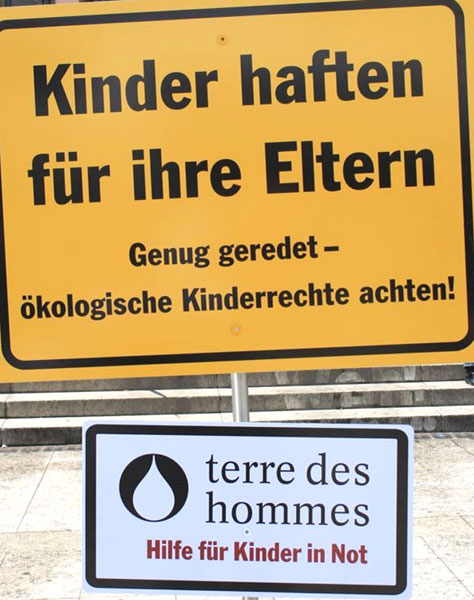 Kinder haften
für ihre Eltern
Genug geredet –
ökologische Kinderrechte achten!
terre des
hommes
Hilfe für Kinder in Not